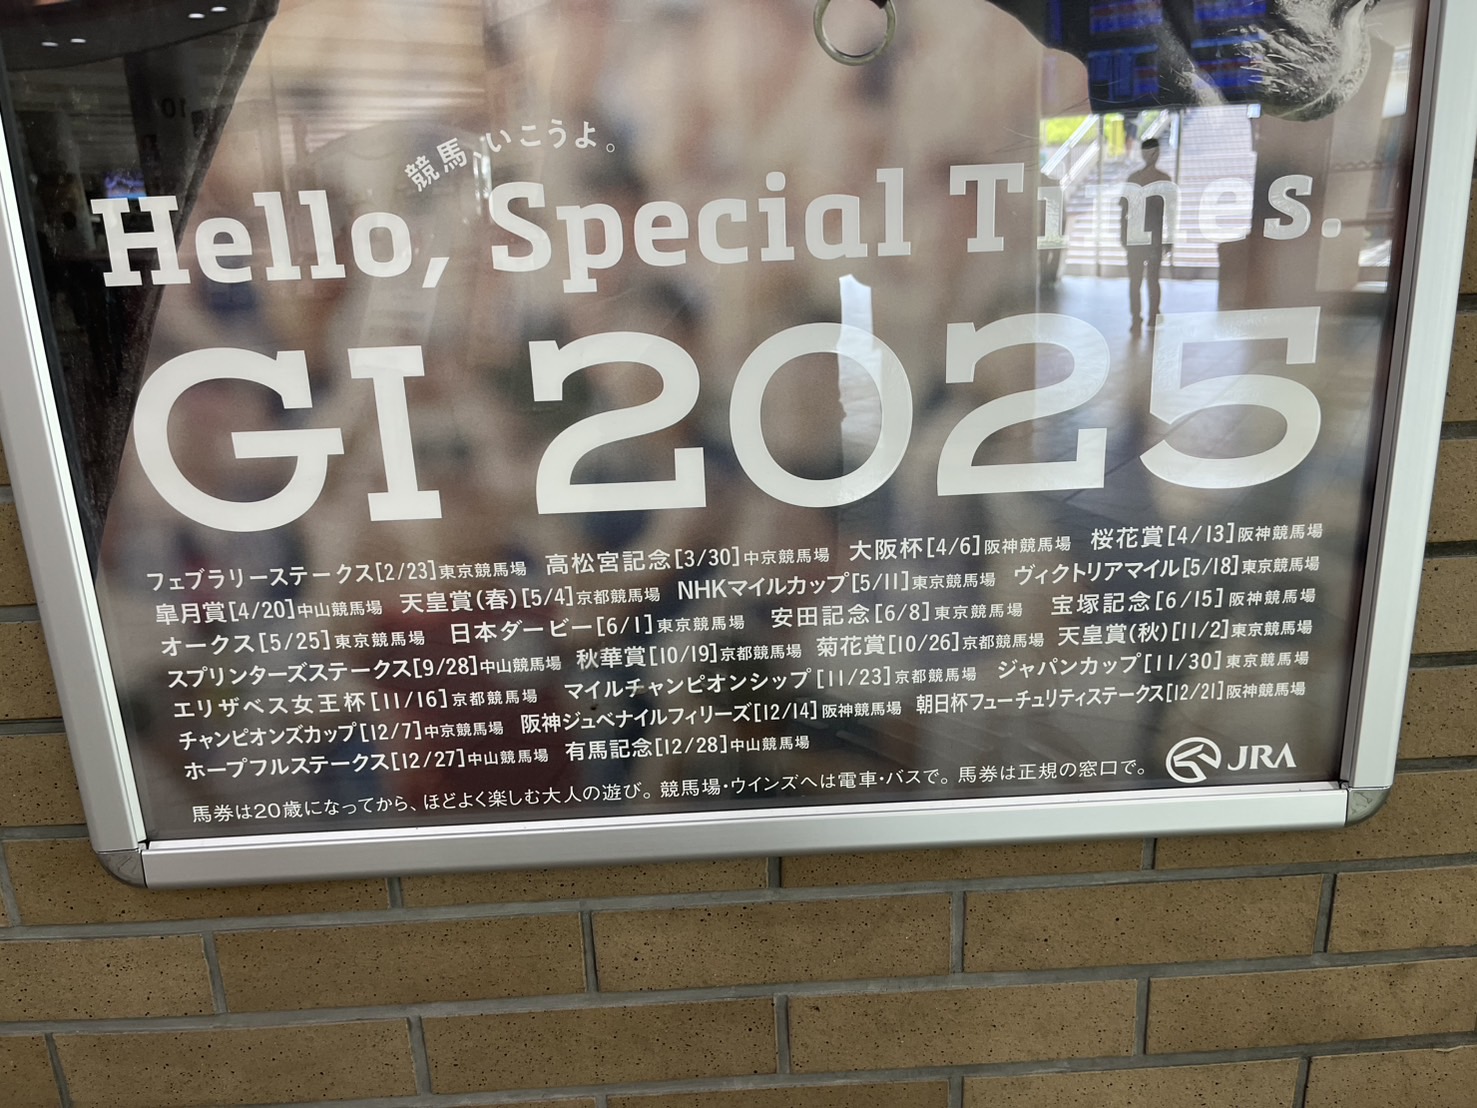 競馬、いこうよ。
Hello, Special Times.
GI 2025
フェブラリーステークス[2/23]東京競馬場 高松宮記念[3/30]中京競馬場 大阪杯[4/6]阪神競馬場 桜花賞[4/13]阪神競馬場
皐月賞[4/20]中山競馬場 天皇賞(春)[5/4]京都競馬場 NHKマイルカップ[5/11]東京競馬場 ヴィクトリアマイル[5/18]東京競馬場
オークス[5/25]東京競馬場 日本ダービー[6/1]東京競馬場 安田記念[6/8]東京競馬場 宝塚記念[6/15]阪神競馬場
スプリンターズステークス[9/28]中山競馬場 秋華賞[10/19]京都競馬場 菊花賞[10/26]京都競馬場 天皇賞(秋)[11/2]東京競馬場
エリザベス女王杯[11/16]京都競馬場 マイルチャンピオンシップ[11/23]京都競馬場 ジャパンカップ[11/30]東京競馬場
チャンピオンズカップ[12/7]中京競馬場 阪神ジュベナイルフィリーズ[12/14]阪神競馬場 朝日杯フューチュリティステークス[12/21]阪神競馬場
ホープフルステークス[12/27]中山競馬場 有馬記念[12/28]中山競馬場
馬券は20歳になってから、ほどよく楽しむ大人の遊び。競馬場・ウインズへは電車・バスで。馬券は正規の窓口で。
JRA